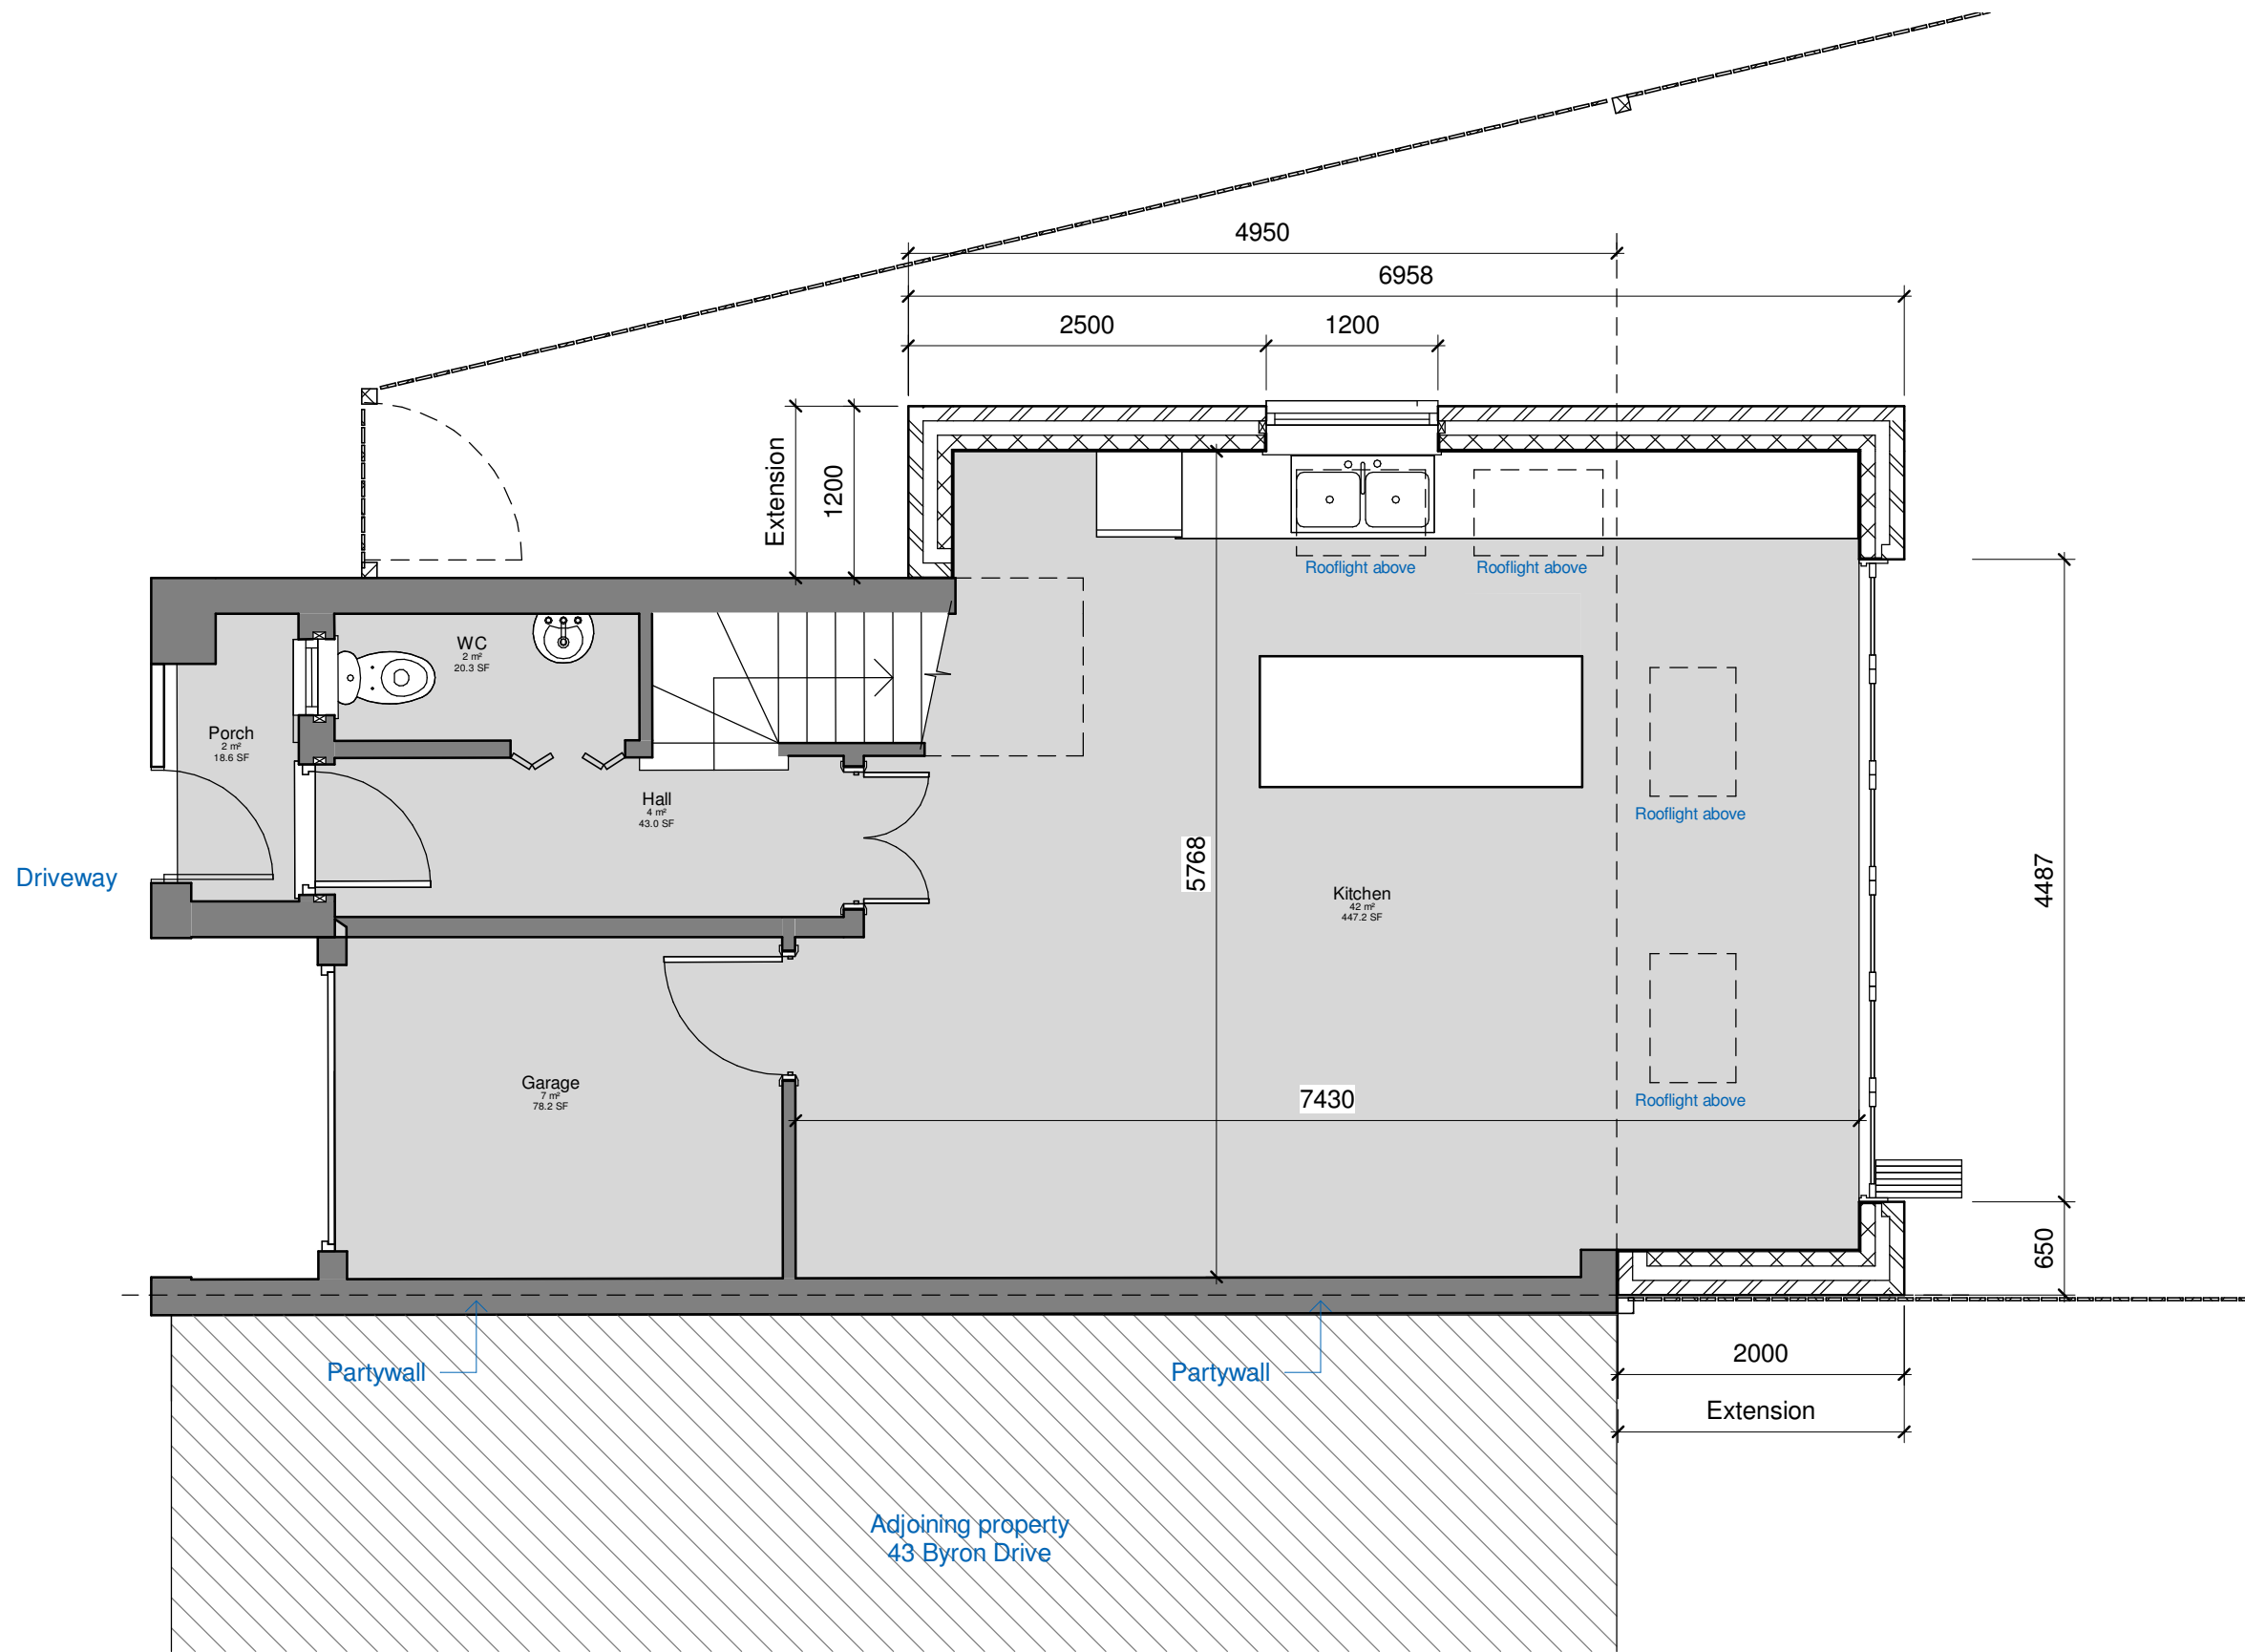 4950
6958
2500
1200
Extension
1200
Rooflight above
Rooflight above
WC
2 m²
20.3 SF
Porch
2 m²
18.6 SF
Hall
4 m²
43.0 SF
Rooflight above
Driveway
5768
Kitchen
42 m²
447.2 SF
4487
Garage
7 m²
78.2 SF
7430
Rooflight above
650
Partywall
Partywall
2000
Extension
Adjoining property
43 Byron Drive